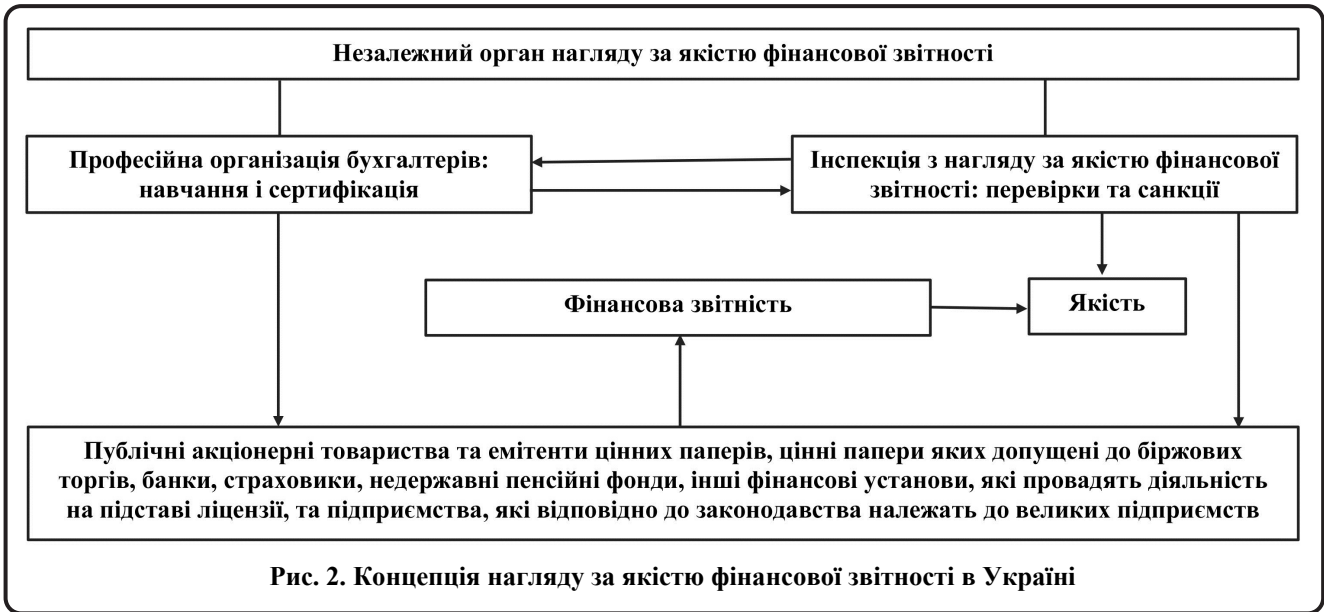 Незалежний орган нагляду за якістю фінансової звітності
Професійна організація бухгалтерів:
навчання і сертифікація
Інспекція з нагляду за якістю фінансової
звітності: перевірки та санкції
Фінансова звітність
Якість
Публічні акціонерні товариства та емітенти цінних паперів, цінні папери яких допущені до біржових
торгів, банки, страховики, недержавні пенсійні фонди, інші фінансові установи, які провадять діяльність
на підставі ліцензії, та підприємства, які відповідно до законодавства належать до великих підприємств
Рис. 2. Концепція нагляду за якістю фінансової звітності в Україні